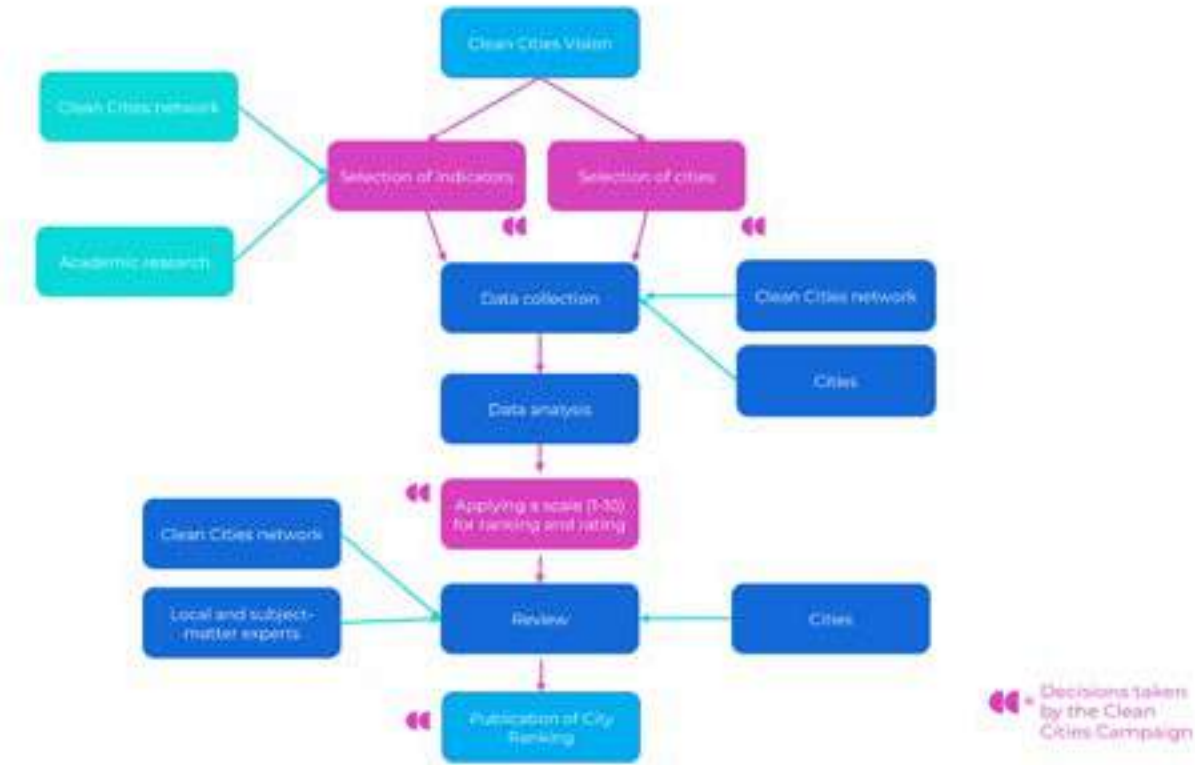 Clean Cities Vision
Clean Cities network
Selection of indicators
Selection of cities
Academic research
Data collection
Clean Cities network
Cities
Data analysis
Applying a scale (1-10)
for ranking and rating
Clean Cities network
Local and subject-
matter experts
Review
Cities
Publication of City
Ranking
= Decisions taken
by the Clean
Cities Campaign